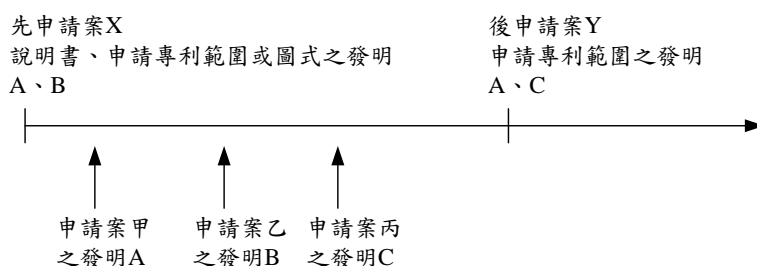 先申請案X
說明書、申請專利範圍或圖式之發明
A、B
後申請案Y
申請專利範圍之發明
A、C
申請案甲
之發明A
申請案乙
之發明B
申請案丙
之發明C